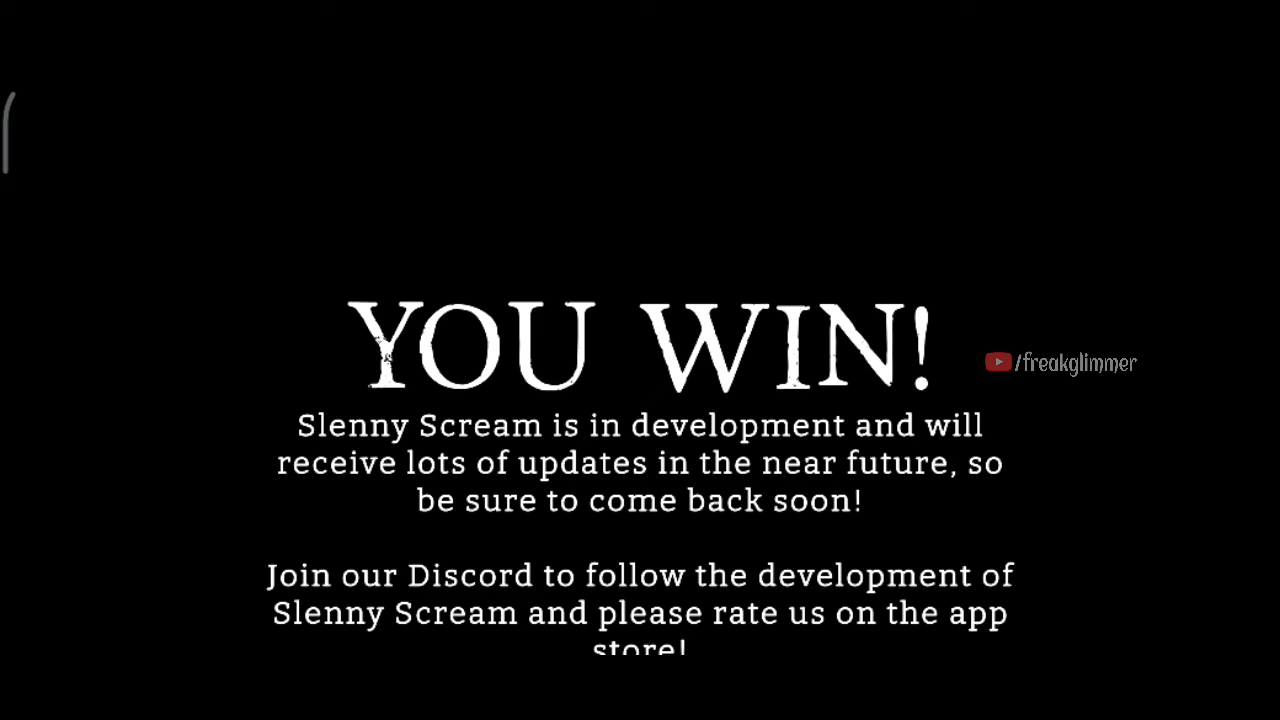 YOU WIN!
/freakglimmer
Slenny Scream is in development and will
receive lots of updates in the near future, so
be sure to come back soon!
Join our Discord to follow the development of
Slenny Scream and please rate us on the app
store!